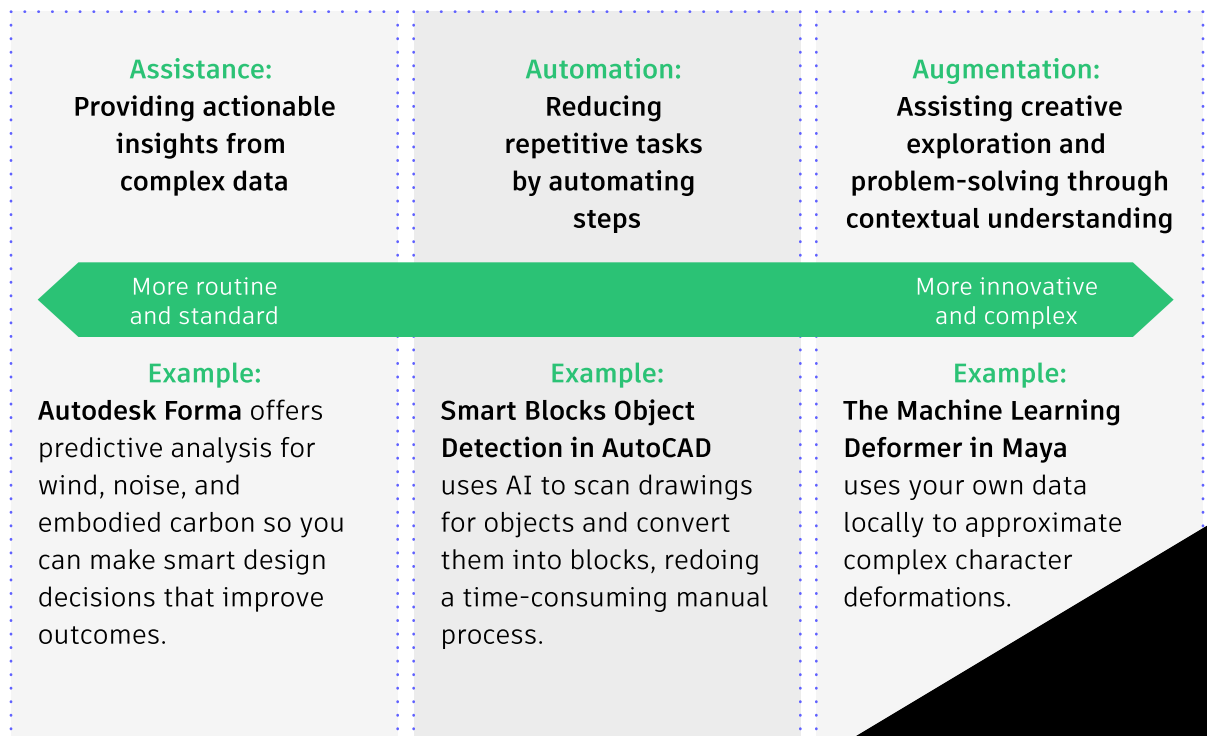 Assistance:
Providing actionable
insights from
complex data
Automation:
Reducing
repetitive tasks
by automating
steps
Augmentation:
Assisting creative
exploration and
problem-solving through
contextual understanding
More routine
and standard
More innovative
and complex
Example:
Autodesk Forma offers
predictive analysis for
wind, noise, and
embodied carbon so you
can make smart design
decisions that improve
outcomes.
Example:
Smart Blocks Object
Detection in AutoCAD
uses AI to scan drawings
for objects and convert
them into blocks, redoing
a time-consuming manual
process.
Example:
The Machine Learning
Deformer in Maya
uses your own data
locally to approximate
complex character
deformations.